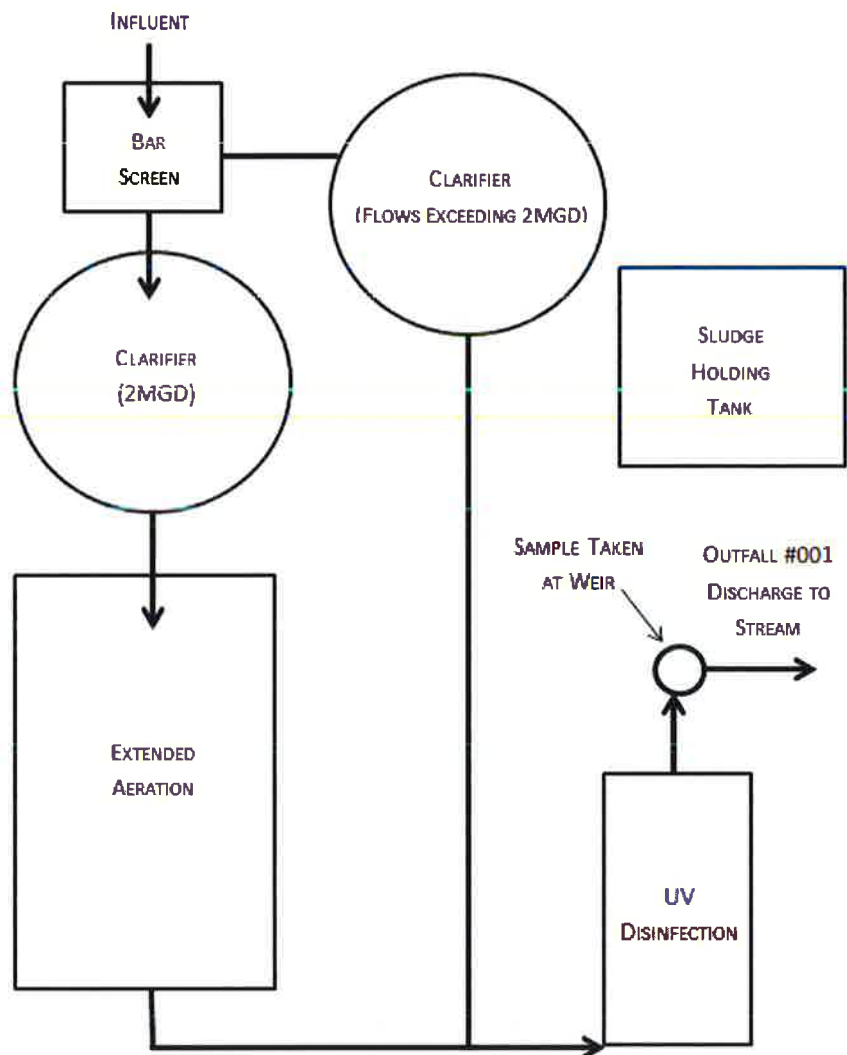 INFLUENT
BAR
SCREEN
CLARIFIER
(FLOWS EXCEEDING 2MGD)
CLARIFIER
(2MGD)
SLUDGE
HOLDING
TANK
SAMPLE TAKEN
AT WEIR
OUTFALL #001
DISCHARGE TO
STREAM
EXTENDED
AERATION
UV
DISINFECTION